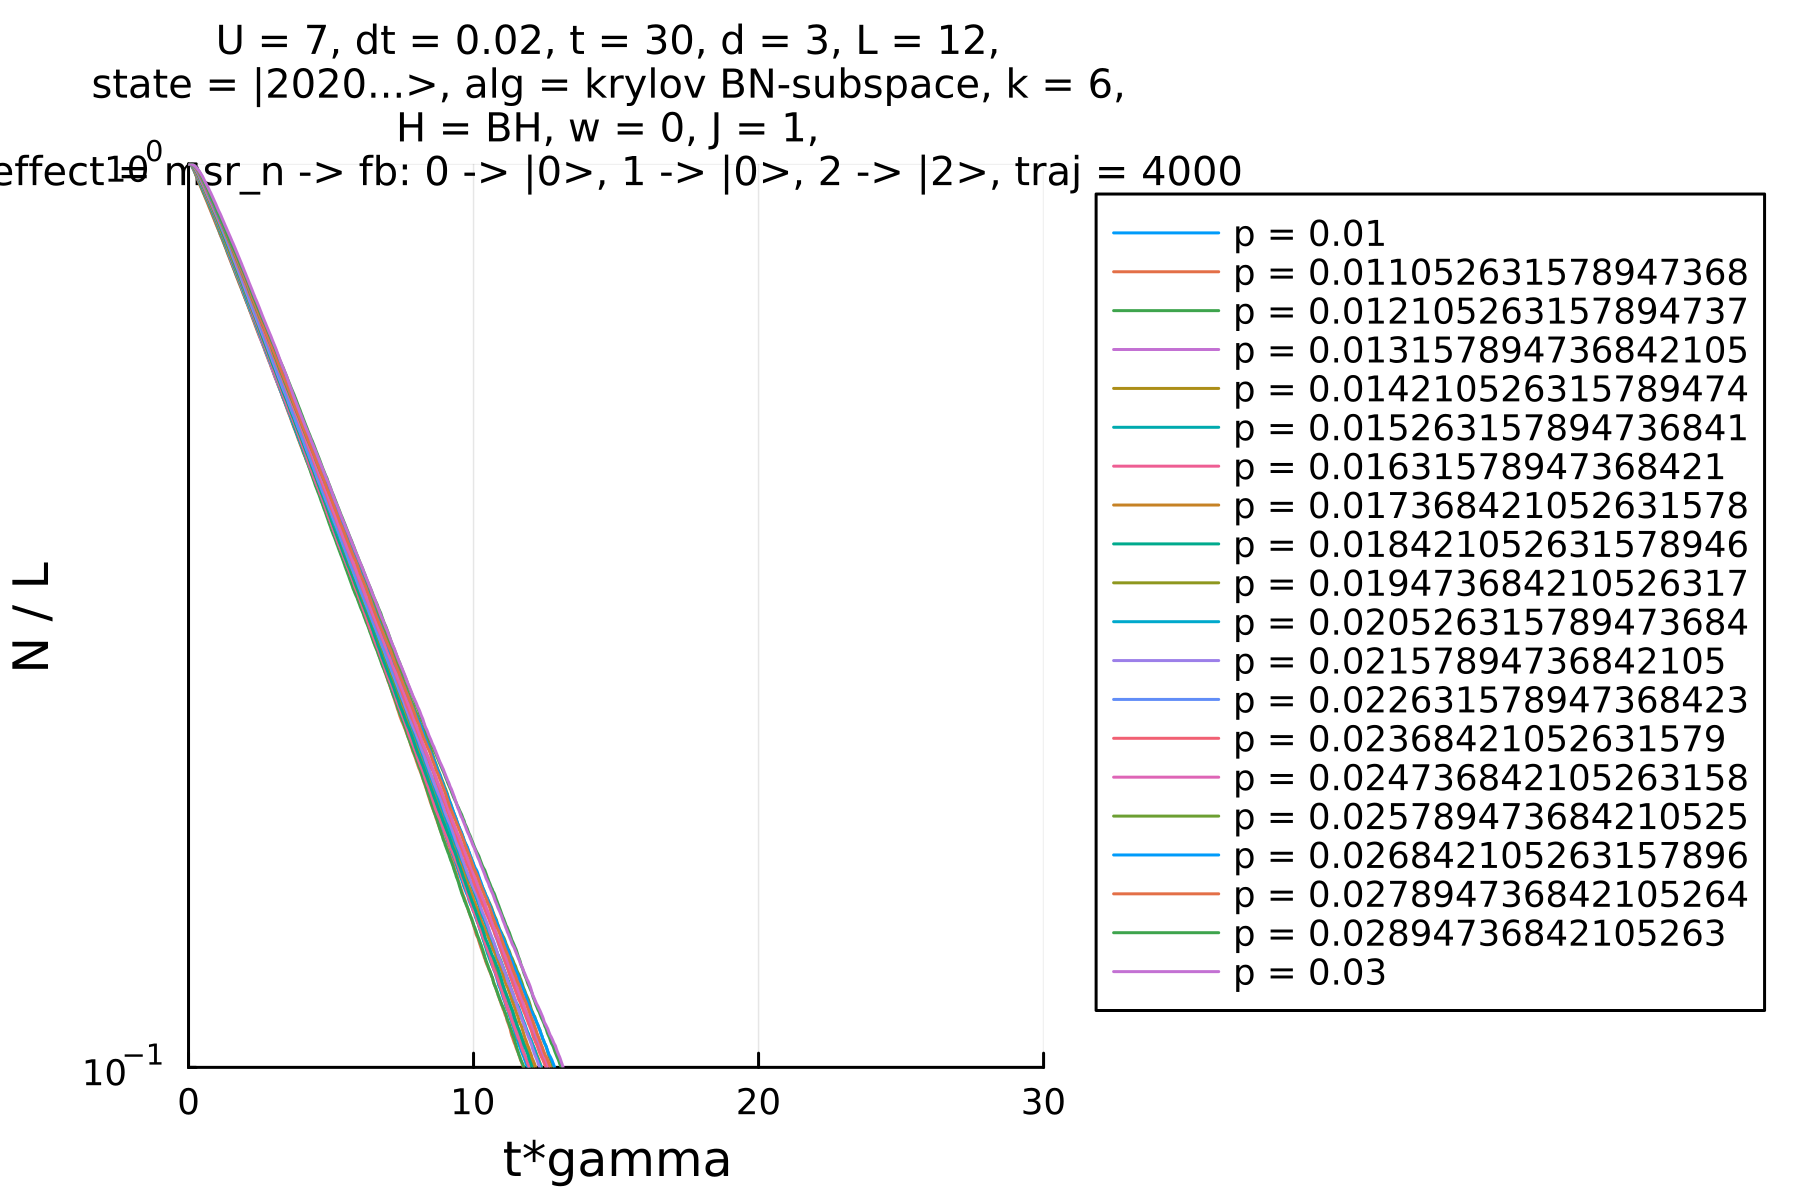 U = 7, dt = 0.02, t = 30, d = 3, L = 12,
state = |2020...>, alg = krylov BN-subspace, k = 6,
H = BH, w = 0, J = 1,
effect = msr_n -> fb: 0 -> |0>, 1 -> |0>, 2 -> |2>, traj = 4000
10⁰
N / L
10⁻¹
0 10 20 30
t*gamma
p = 0.01
p = 0.011052631578947368
p = 0.012105263157894737
p = 0.013157894736842105
p = 0.014210526315789474
p = 0.015263157894736841
p = 0.01631578947368421
p = 0.017368421052631578
p = 0.018421052631578946
p = 0.019473684210526317
p = 0.020526315789473684
p = 0.02157894736842105
p = 0.022631578947368423
p = 0.02368421052631579
p = 0.024736842105263158
p = 0.025789473684210525
p = 0.026842105263157896
p = 0.027894736842105264
p = 0.02894736842105263
p = 0.03